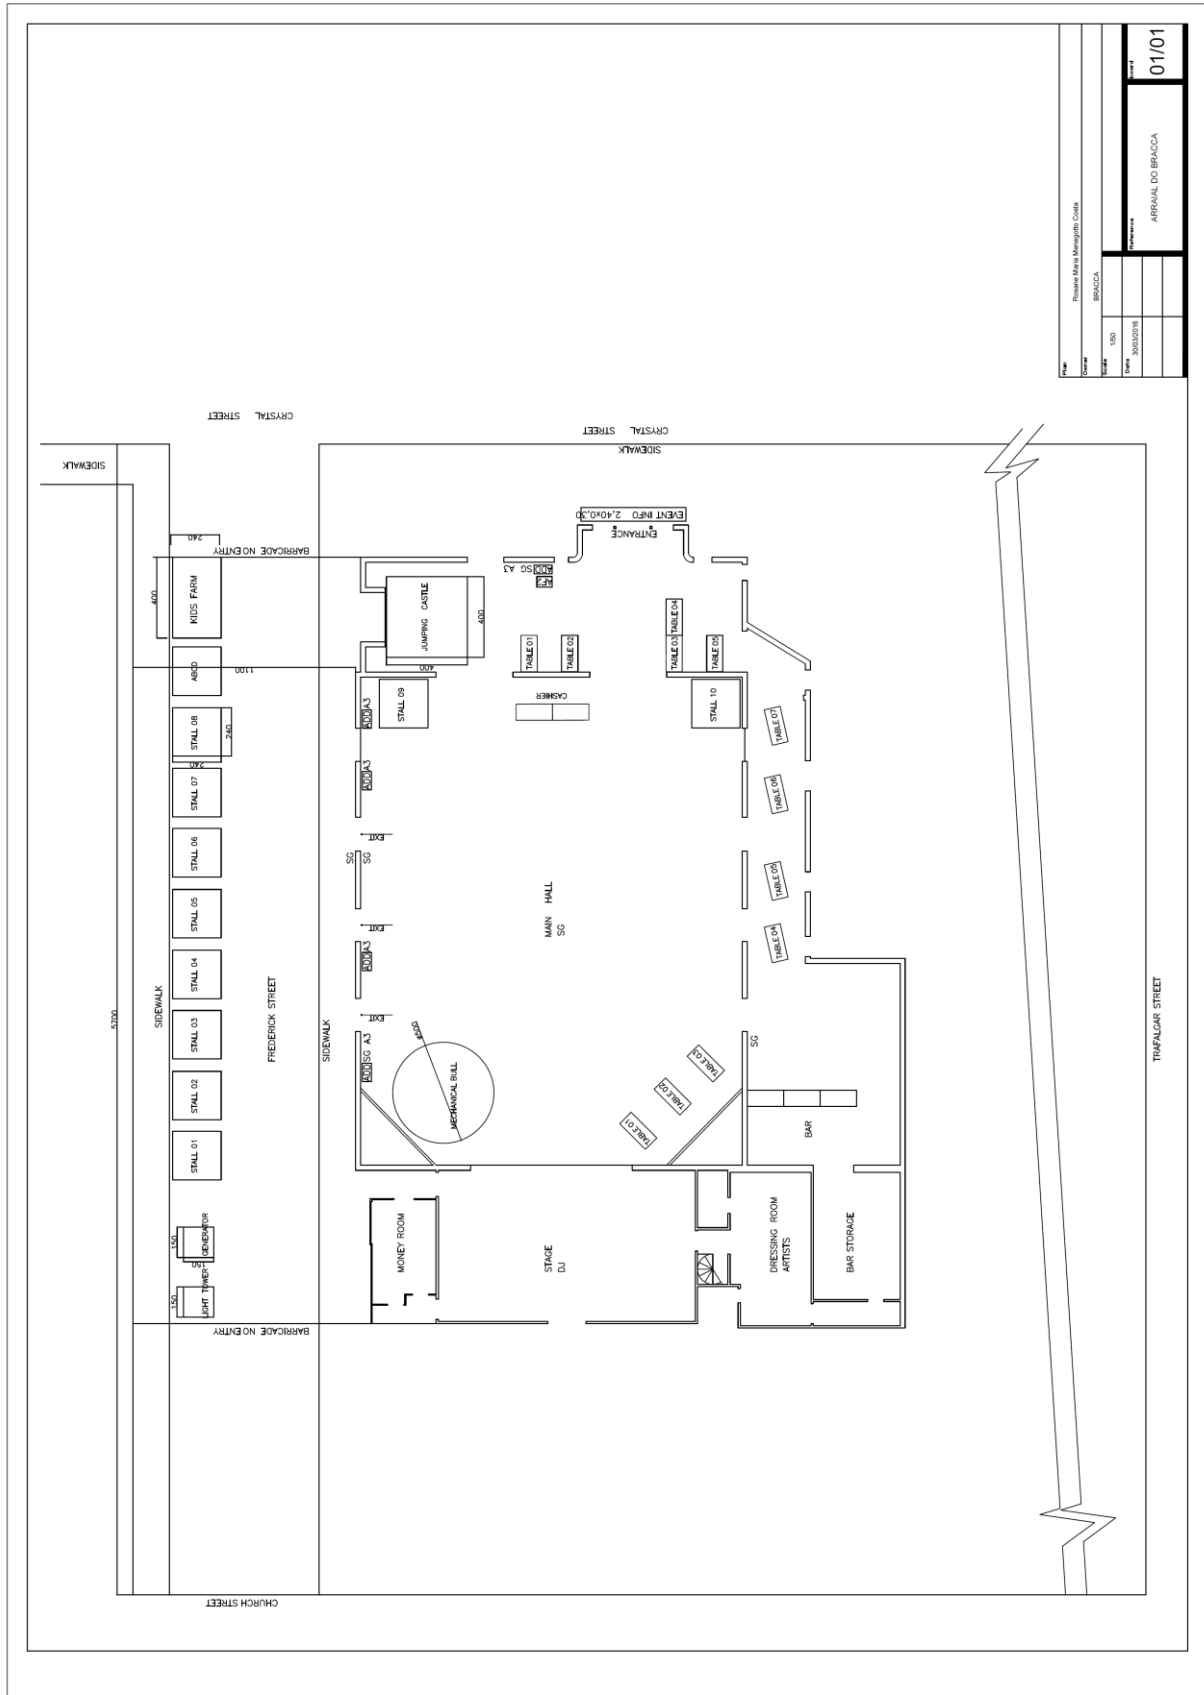 Plan
Rosane Maria Menegotto Costa
Owner
BRACCA
Scale
1/50
Date
30/03/2016
Reference
ARRAIAL DO BRACCA
Board
01/01
CRYSTAL STREET
CRYSTAL STREET
SIDEWALK
SIDEWALK
EVENT INFO 2,40x0,30
ENTRANCE
BARRICADE NO ENTRY
240
400
KIDS FARM
1100
ABCD
STALL 08
240
240
STALL 07
STALL 06
STALL 05
STALL 04
STALL 03
STALL 02
STALL 01
GENERATOR
150
150
LIGHT TOWER
150
BARRICADE NO ENTRY
5700
SIDEWALK
FREDERICK STREET
SIDEWALK
CHURCH STREET
TRAFALGAR STREET
JUMPING CASTLE
400
400
ADD SG A3
TABLE 01
TABLE 02
TABLE 03
TABLE 04
TABLE 05
STALL 09
CASHIER
STALL 10
ADD A3
ADD A3
EXIT
SG
SG
EXIT
ADD A3
EXIT
ADD SG A3
MAIN HALL
SG
MECHANICAL BULL
TABLE 01
TABLE 02
TABLE 03
SG
TABLE 04
TABLE 05
TABLE 06
TABLE 07
BAR
BAR STORAGE
DRESSING ROOM
ARTISTS
STAGE
DJ
MONEY ROOM